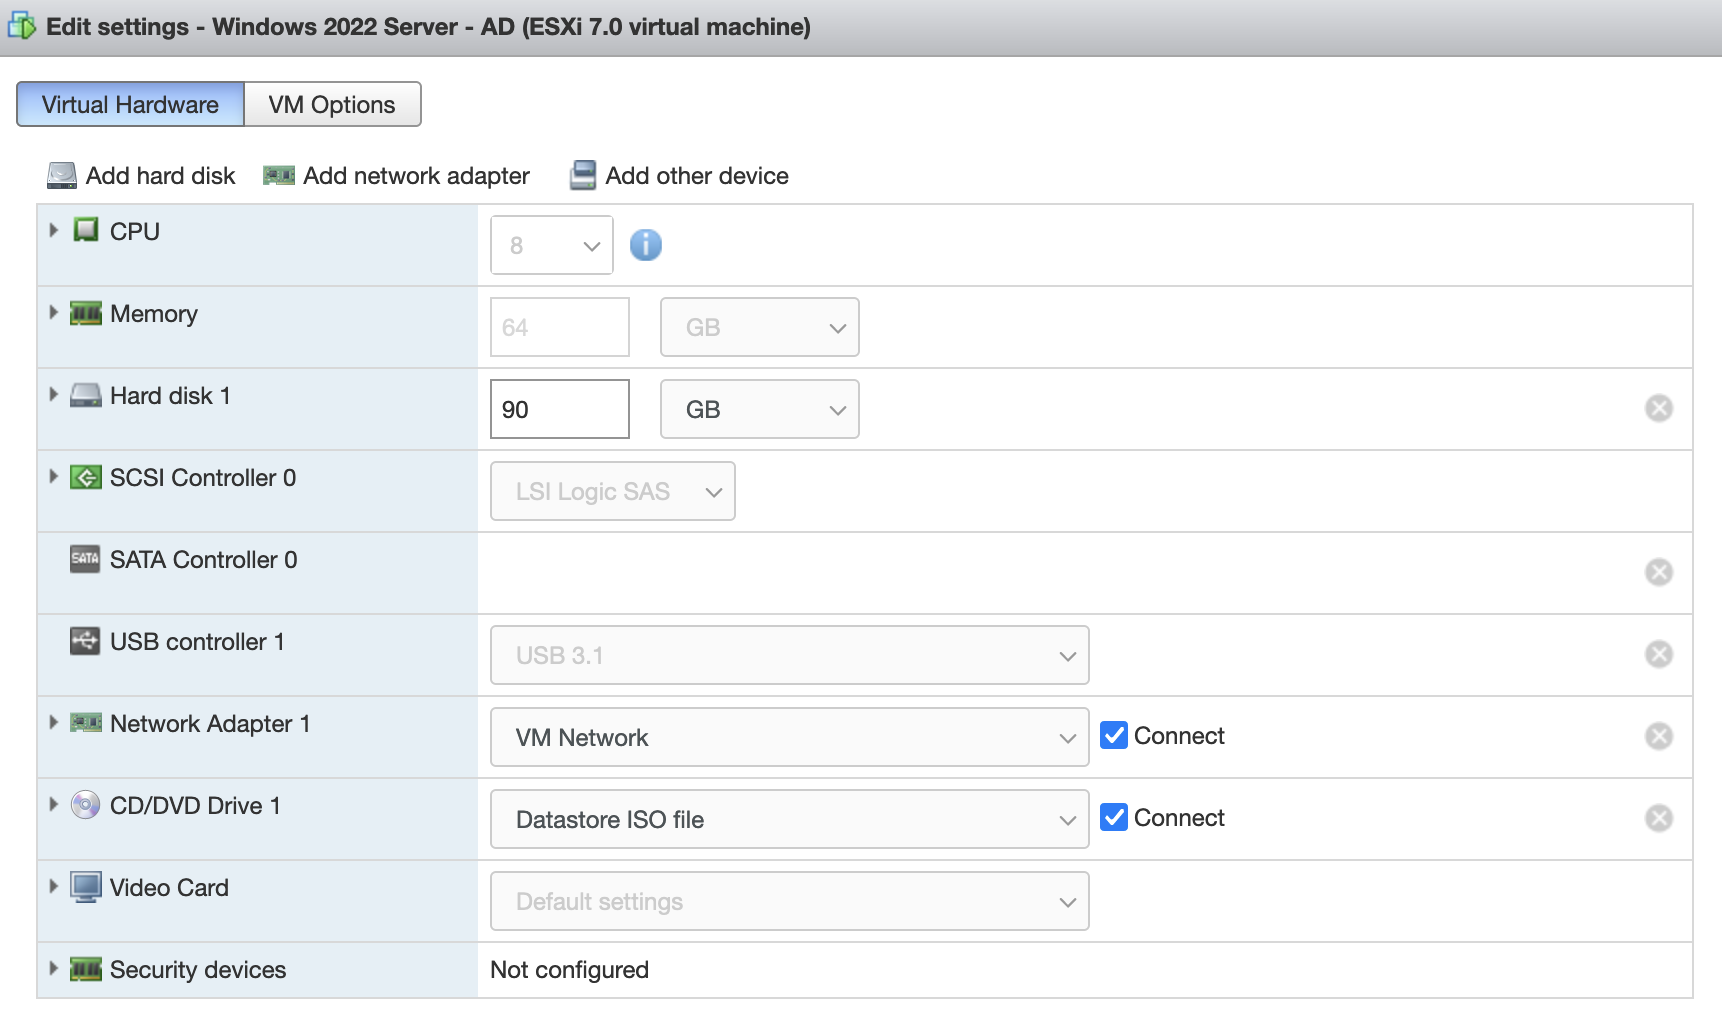 Edit settings - Windows 2022 Server - AD (ESXi 7.0 virtual machine)
Virtual Hardware VM Options
Add hard disk Add network adapter Add other device
CPU 8 i
Memory 64 GB
Hard disk 1 90 GB
SCSI Controller 0 LSI Logic SAS
SATA SATA Controller 0
USB controller 1 USB 3.1
Network Adapter 1 VM Network Connect
CD/DVD Drive 1 Datastore ISO file Connect
Video Card Default settings
Security devices Not configured